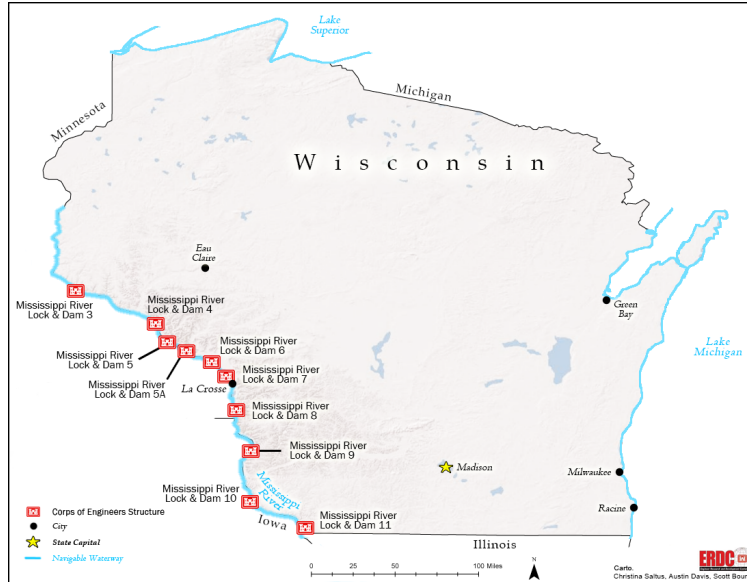 Lake
Superior
Michigan
Minnesota
Wisconsin
Eau
Claire
Mississippi River
Lock & Dam 3
Mississippi River
Lock & Dam 4
Green
Bay
Mississippi River
Lock & Dam 5
Mississippi River
Lock & Dam 6
Lake
Michigan
Mississippi River
Lock & Dam 5A
Mississippi River
Lock & Dam 7
La Crosse
Mississippi River
Lock & Dam 8
Mississippi River
Lock & Dam 9
Madison
Milwaukee
Mississippi
River
Mississippi River
Lock & Dam 10
Racine
Iowa
Mississippi River
Lock & Dam 11
Illinois
Corps of Engineers Structure
City
State Capital
Navigable Waterway
0 25 50 100 Miles
N
ERDC
Carto.
Christina Saltus, Austin Davis, Scott Bour